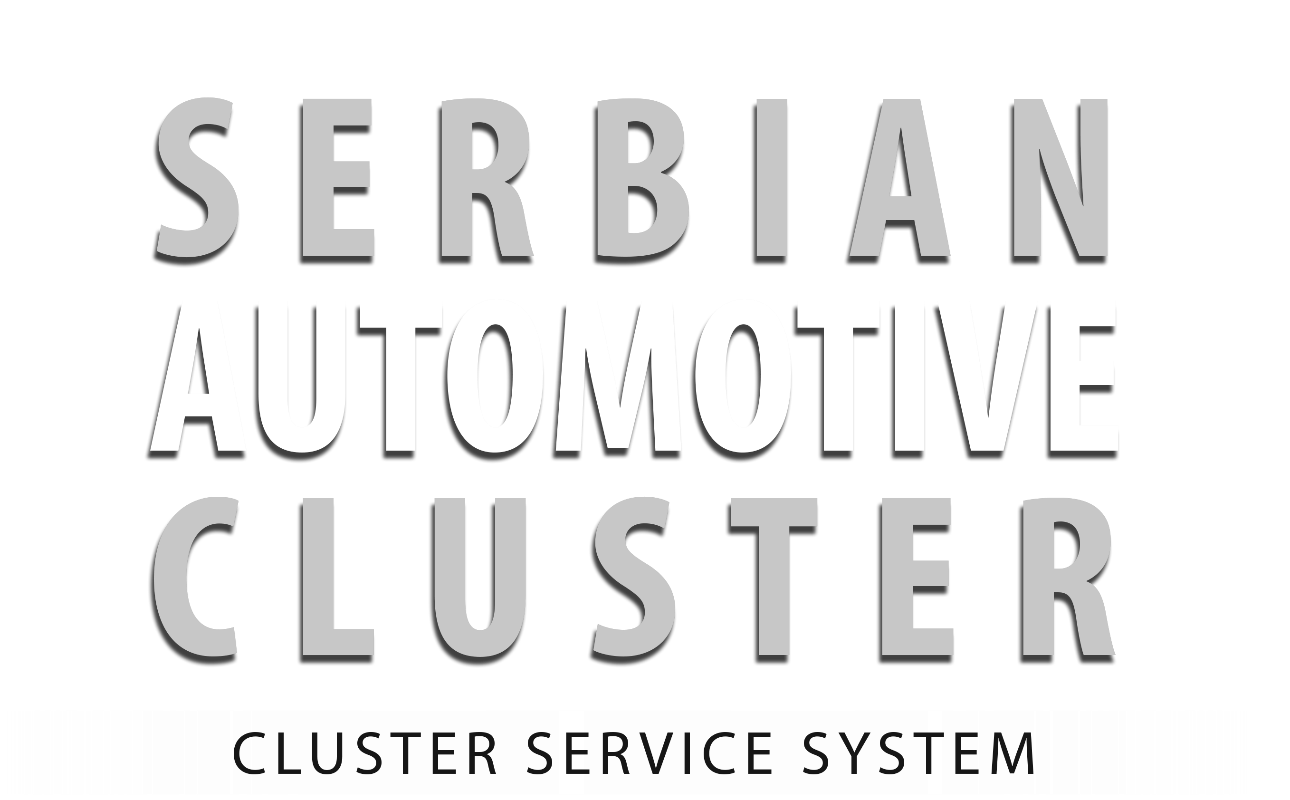 SERBIAN
AUTOMOTIVE
CLUSTER
CLUSTER SERVICE SYSTEM